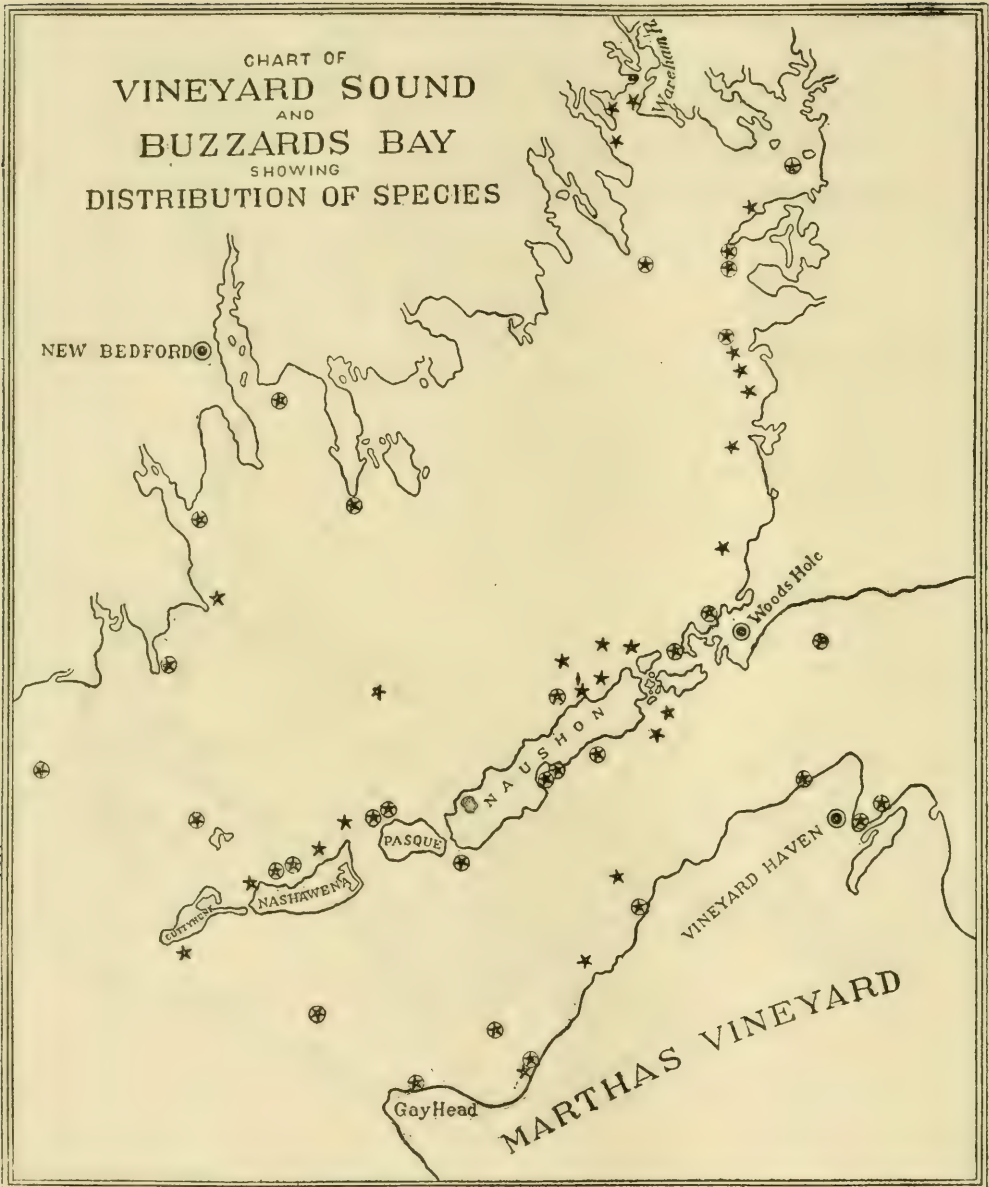 CHART OF
VINEYARD SOUND
AND
BUZZARDS BAY
SHOWING
DISTRIBUTION OF SPECIES
Wareham R.
NEW BEDFORD
Woods Hole
NAUSHON
PASQUE
NASHAWENA
CUTTYHUNK
VINEYARD HAVEN
MARTHAS VINEYARD
Gay Head